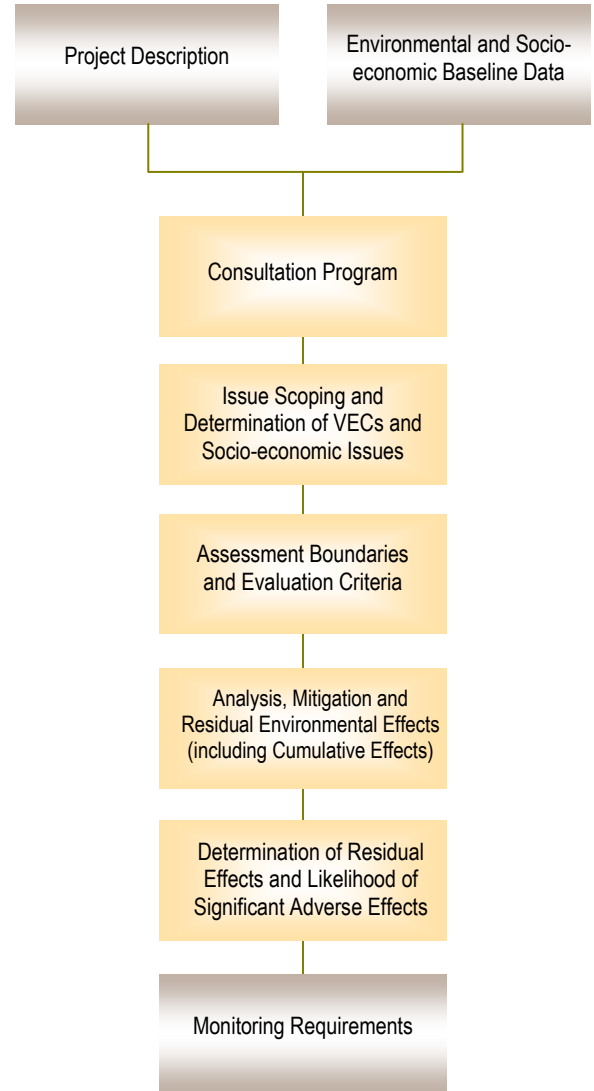 Project Description
Environmental and Socio-
economic Baseline Data
Consultation Program
Issue Scoping and
Determination of VECs and
Socio-economic Issues
Assessment Boundaries
and Evaluation Criteria
Analysis, Mitigation and
Residual Environmental Effects
(including Cumulative Effects)
Determination of Residual
Effects and Likelihood of
Significant Adverse Effects
Monitoring Requirements